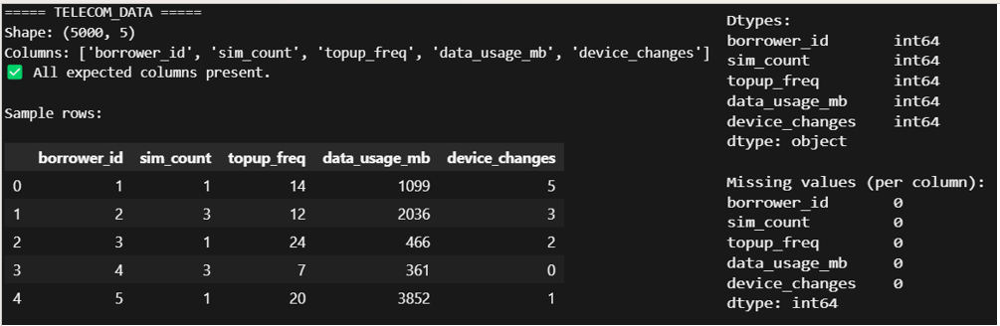 ===== TELECOM_DATA =====
Shape: (5000, 5)
Columns: ['borrower_id', 'sim_count', 'topup_freq', 'data_usage_mb', 'device_changes']
✅ All expected columns present.
Sample rows:
borrower_id sim_count topup_freq data_usage_mb device_changes
0 1 1 14 1099 5
1 2 3 12 2036 3
2 3 1 24 466 2
3 4 3 7 361 0
4 5 1 20 3852 1
Dtypes:
borrower_id int64
sim_count int64
topup_freq int64
data_usage_mb int64
device_changes int64
dtype: object
Missing values (per column):
borrower_id 0
sim_count 0
topup_freq 0
data_usage_mb 0
device_changes 0
dtype: int64